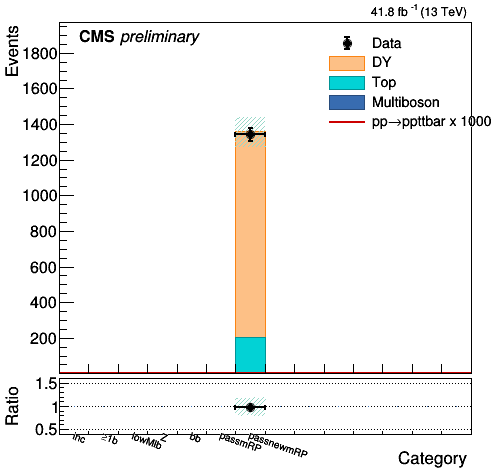 41.8 fb⁻¹ (13 TeV)
CMS preliminary
Events
1800
1600
1400
1200
1000
800
600
400
200
Data
DY
Top
Multiboson
pp→ppttbar x 1000
Ratio
1.5
1
0.5
inc
≥1b
lowMlb
Z
bb
passmRP
passnewmRP
Category